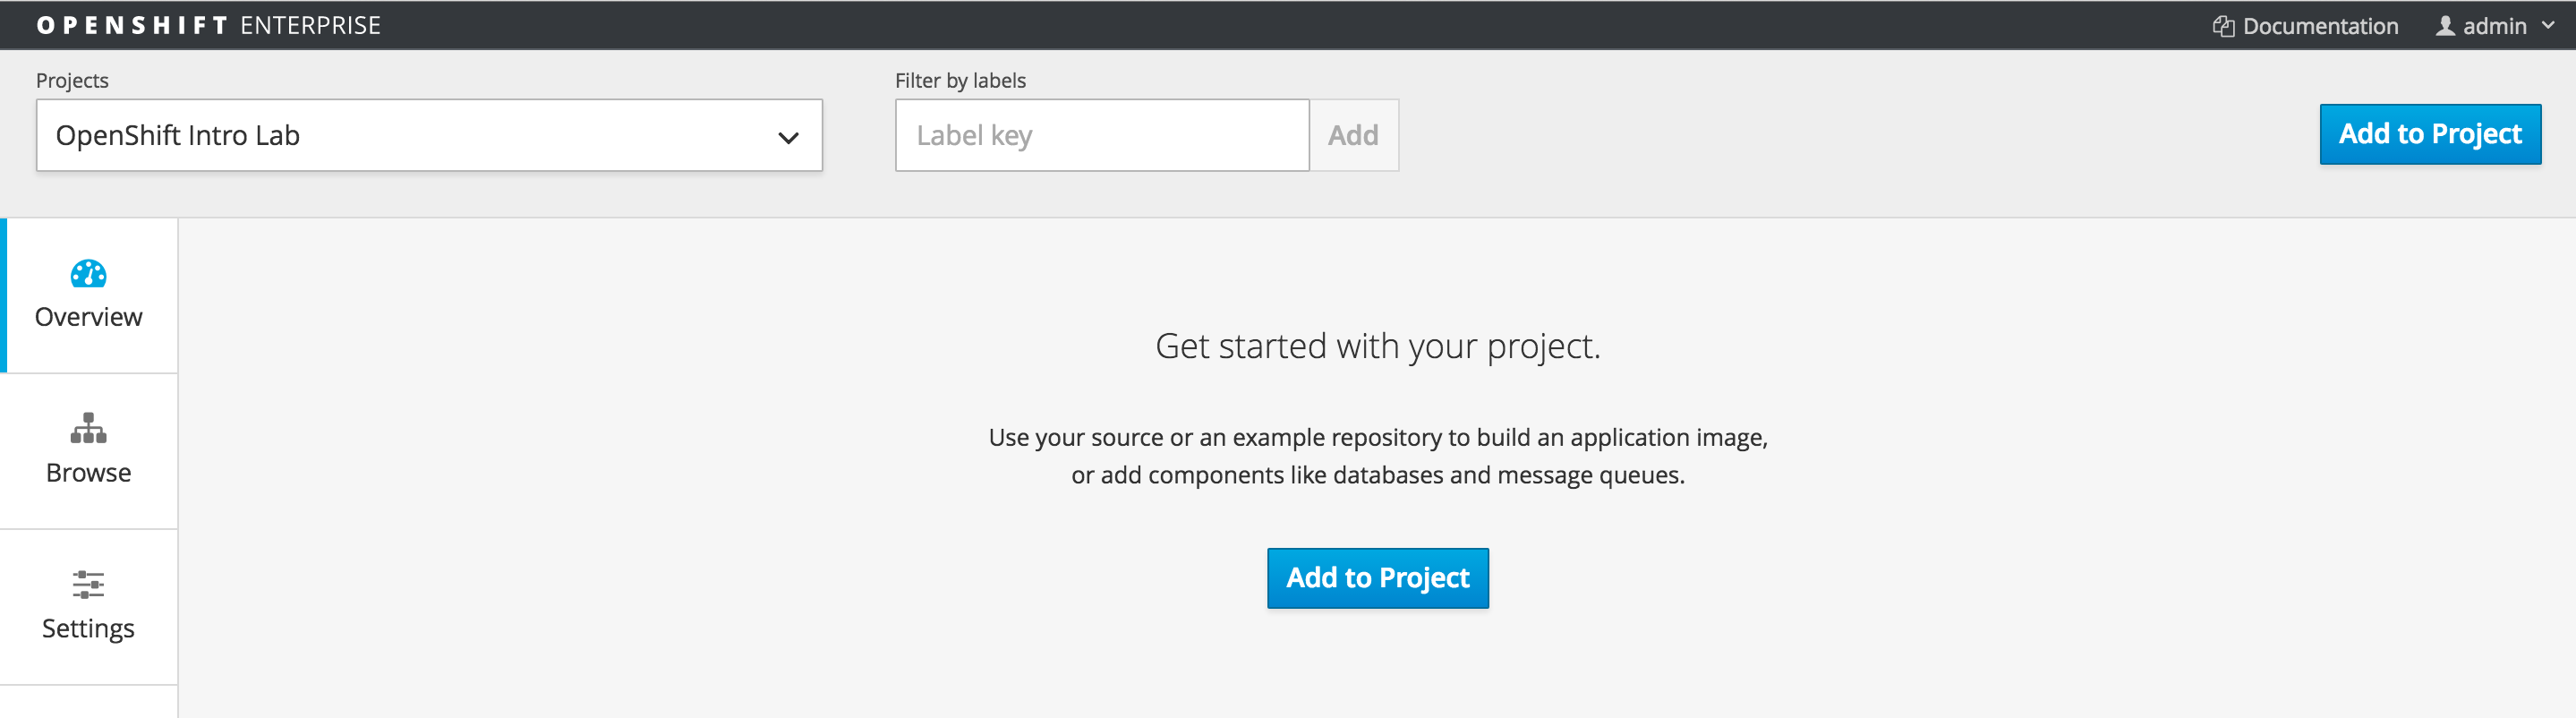 OPENSHIFT ENTERPRISE
Documentation
admin
Projects
Filter by labels
OpenShift Intro Lab
Label key
Add
Add to Project
Overview
Browse
Settings
Get started with your project.
Use your source or an example repository to build an application image,
or add components like databases and message queues.
Add to Project